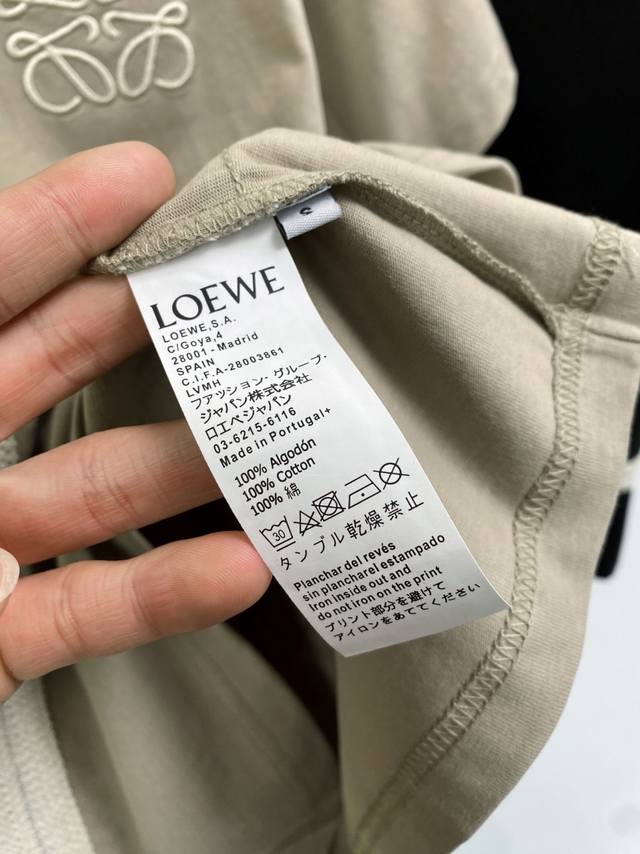 S
LOEWE
LOEWE,S.A.
C/Goya,4
28001-Madrid
SPAIN
C.I.F.A-28003861
LVMH
ファッション・グループ・
ジャパン株式会社
ロエベジャパン
03-6215-6116
Made in Portugal+
100% Algodón
100% Cotton
100% 綿
30
タンブル乾燥禁止
Planchar del revés
sin plancharel estampado
Iron inside out and
do not iron on the print
プリント部分を避けて
アイロンをあててください